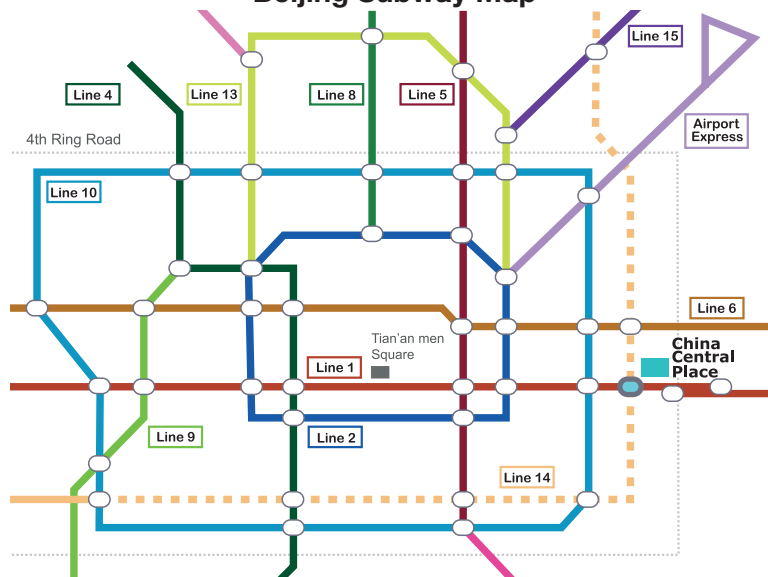 Beijing Subway Map
Line 15
Line 4
Line 13
Line 8
Line 5
Airport
Express
4th Ring Road
Line 10
Line 6
Tian'an men
Square
China
Central
Place
Line 1
Line 9
Line 2
Line 14